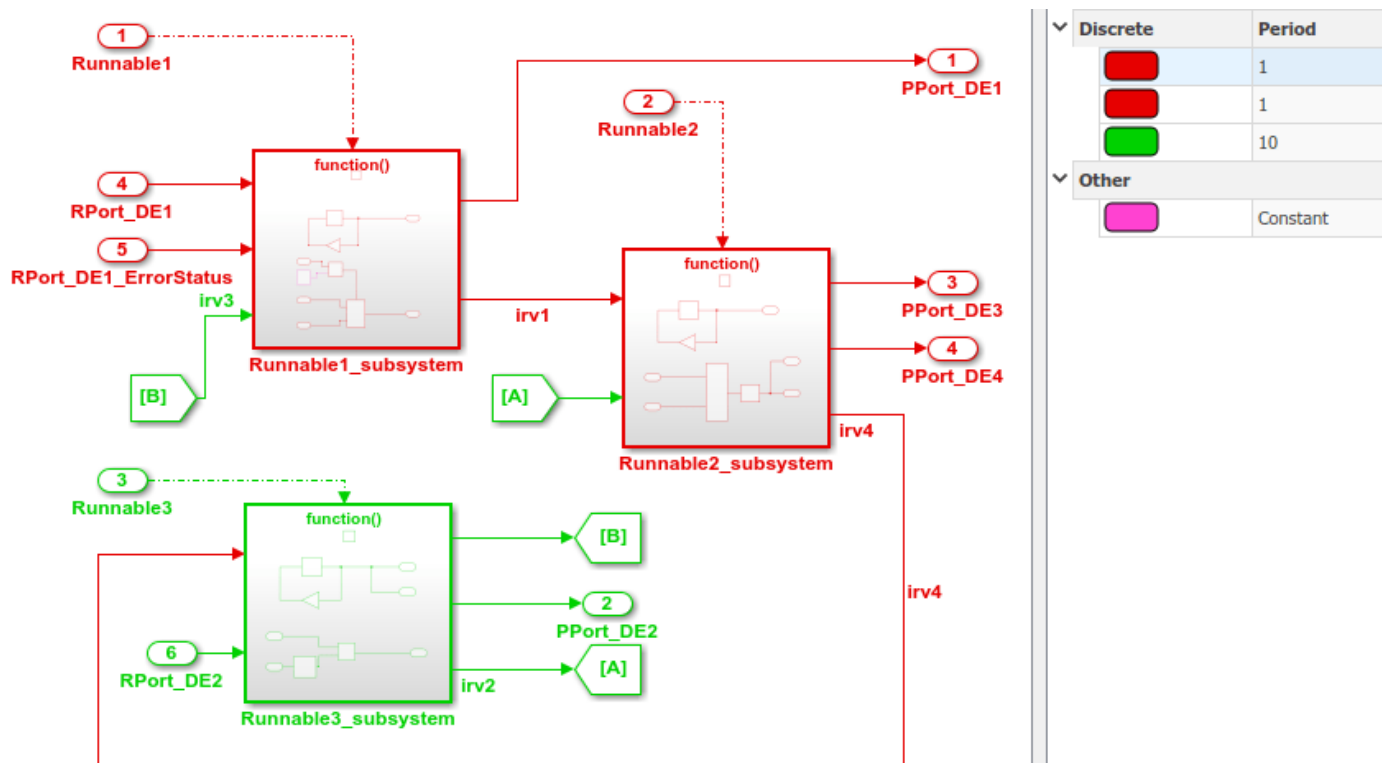 1
Runnable1
2
Runnable2
1
PPort_DE1
function()
4
RPort_DE1
5
RPort_DE1_ErrorStatus
irv3
[B]
Runnable1_subsystem
irv1
function()
[A]
3
PPort_DE3
4
PPort_DE4
irv4
Runnable2_subsystem
3
Runnable3
function()
[B]
2
PPort_DE2
[A]
irv2
6
RPort_DE2
Runnable3_subsystem
irv4
Discrete Period
1
1
10
Other
Constant